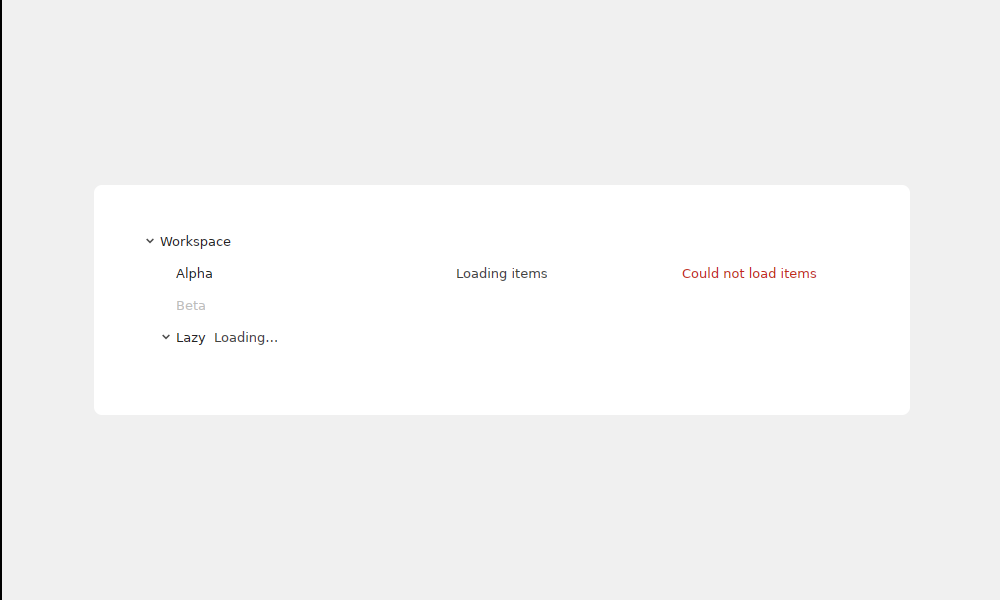 Workspace
Alpha
Loading items
Could not load items
Beta
Lazy Loading...